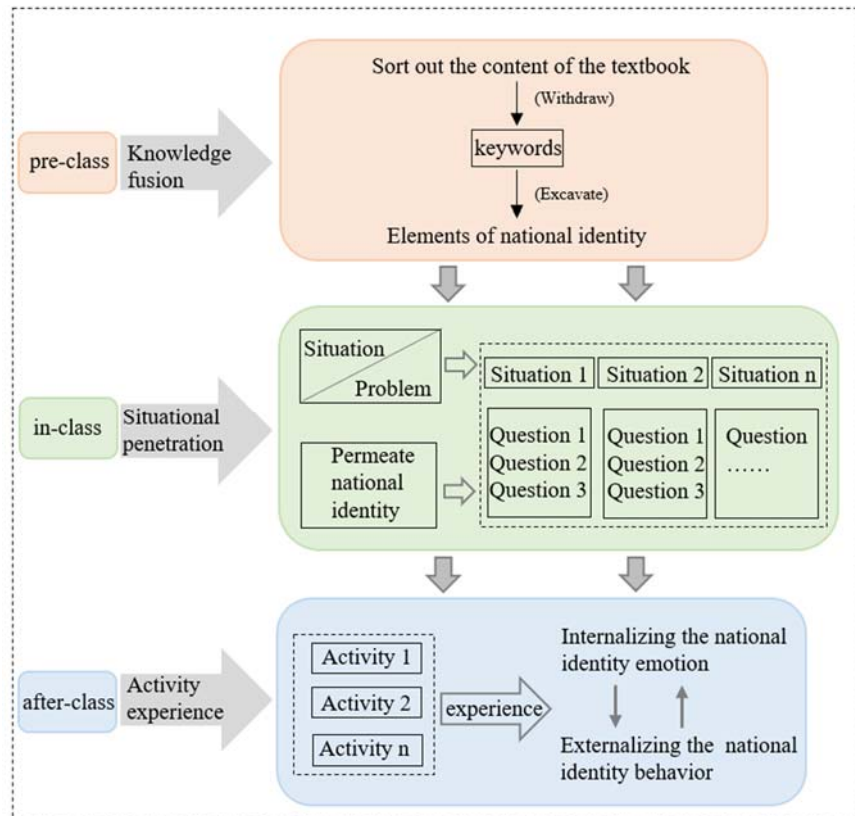 Sort out the content of the textbook
(Withdraw)
pre-class
Knowledge
fusion
keywords
(Excavate)
Elements of national identity
Situation
Problem
Situation 1
Situation 2
Situation n
in-class
Situational
penetration
Permeate
national
identity
Question 1
Question 2
Question 3
Question 1
Question 2
Question 3
Question
……
after-class
Activity
experience
Activity 1
Activity 2
Activity n
experience
Internalizing the national
identity emotion
Externalizing the national
identity behavior